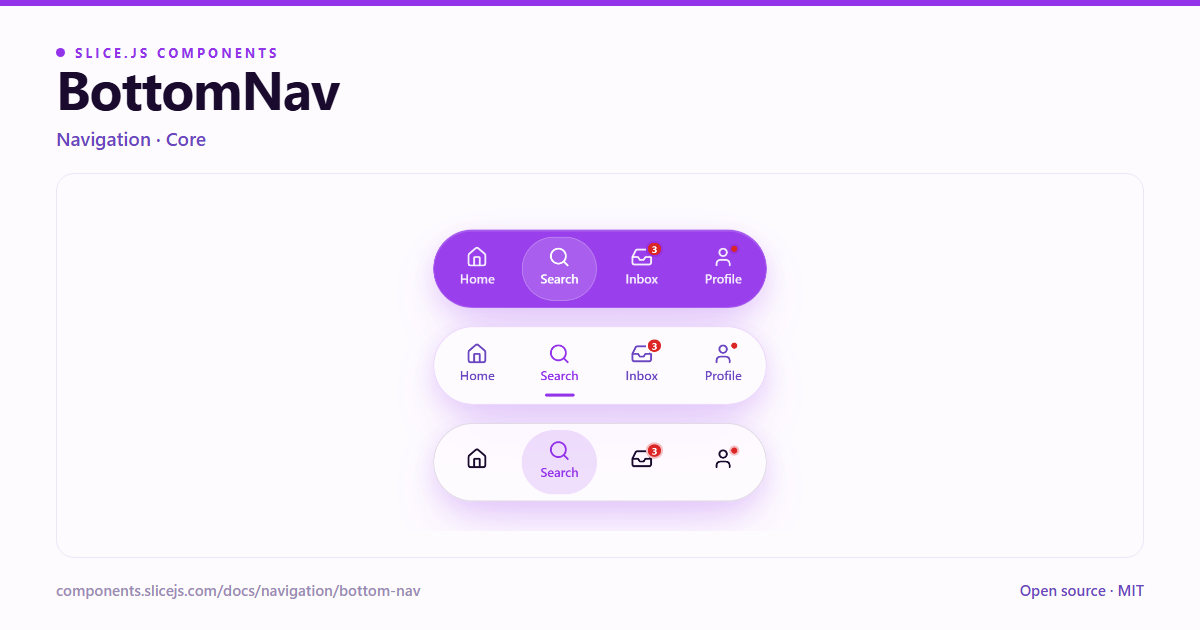 SLICE.JS COMPONENTS
BottomNav
Navigation · Core
3
Home Search Inbox Profile
3
Home Search Inbox Profile
3
Search
components.slicejs.com/docs/navigation/bottom-nav
Open source · MIT